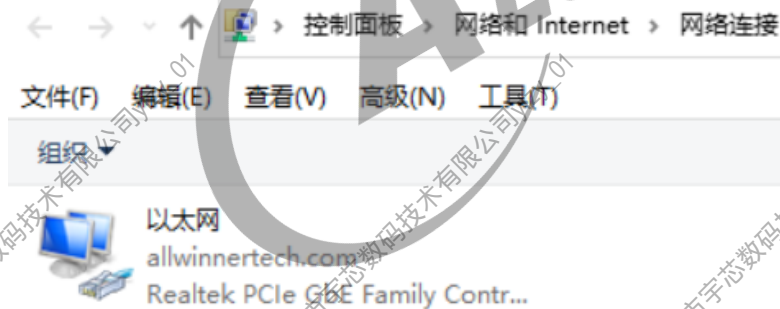 控制面板 › 网络和 Internet › 网络连接
文件(F) 编辑(E) 查看(V) 高级(N) 工具(T)
组织
以太网
allwinnertech.com
Realtek PCIe GbE Family Contr...